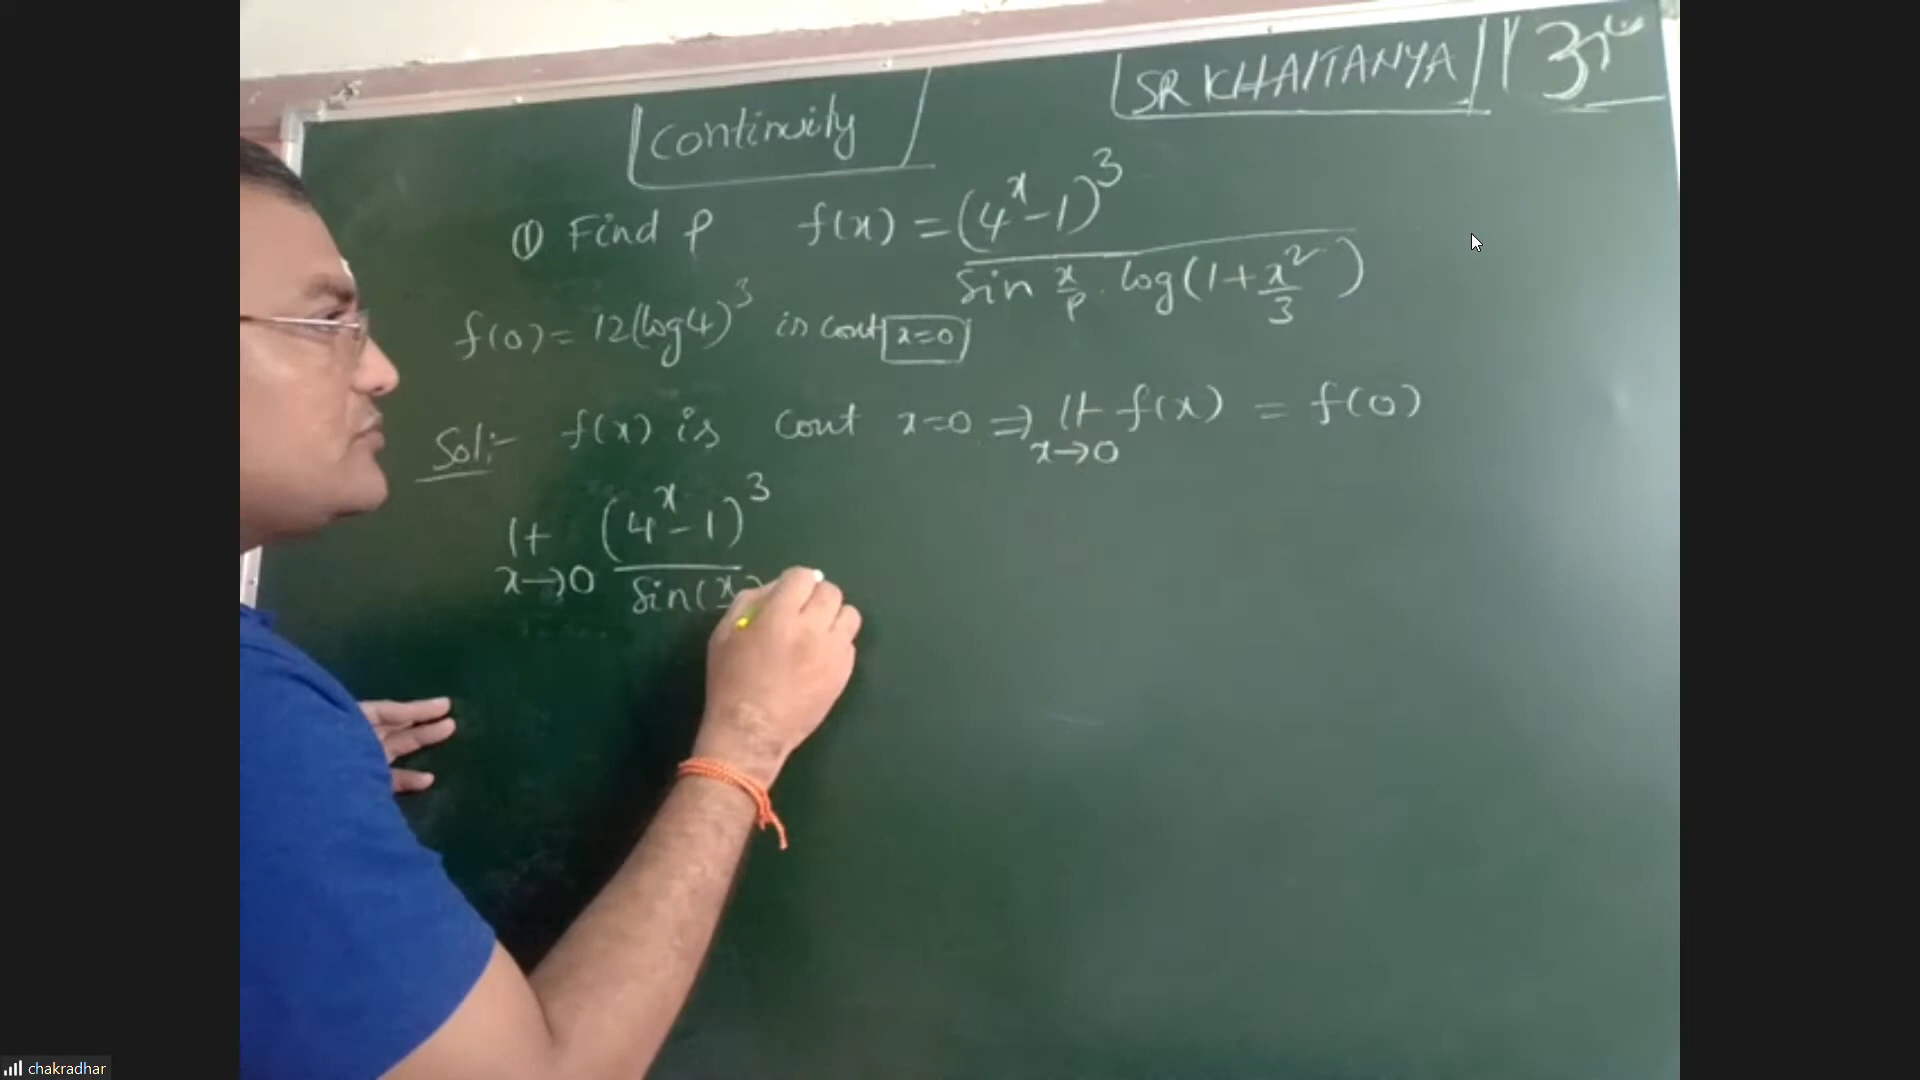 SR KHAITANYA
Continuity
① Find p f(x) = (4^x - 1)^3 / sin x/p · log(1 + x²/3)
f(0) = 12(log4)^3 is cont x=0
Sol:- f(x) is cont x=0 ⇒ lt x→0 f(x) = f(0)
lt x→0 (4^x - 1)^3 / sin(x
chakradhar